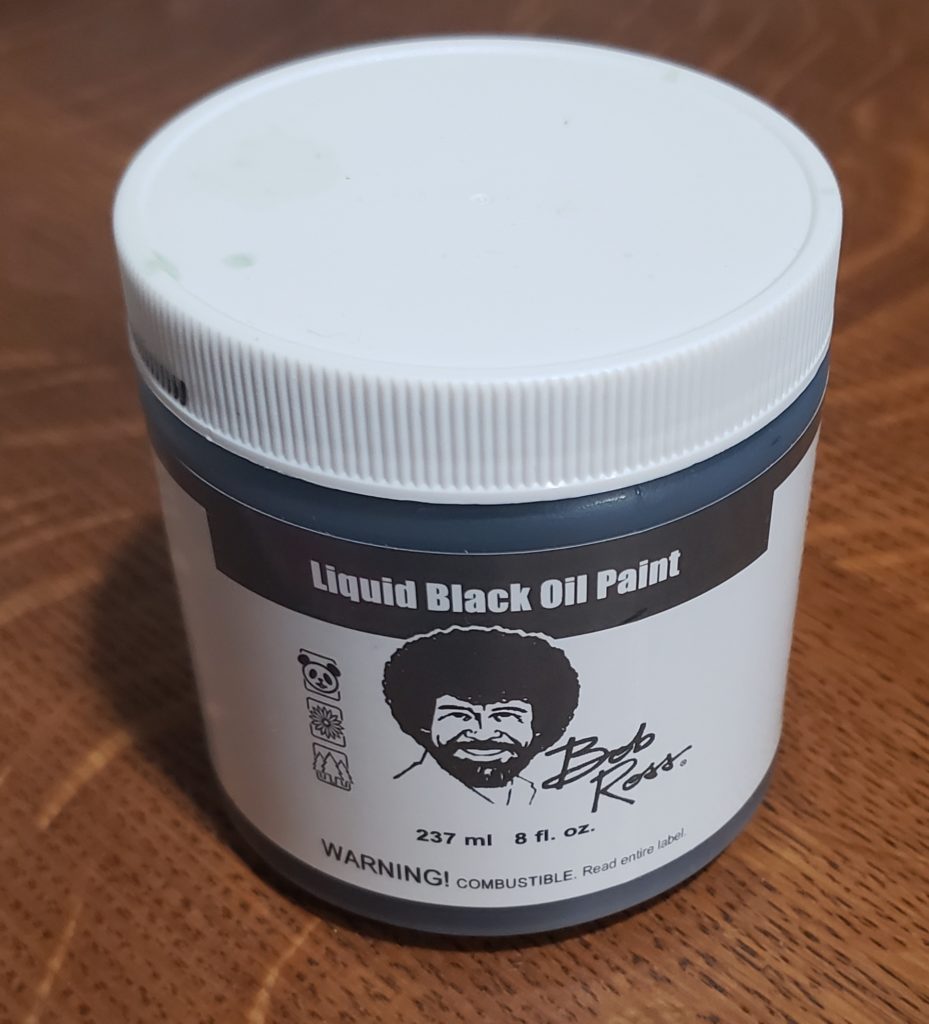 Liquid Black Oil Paint
Bob
Ross®
237 ml 8 fl. oz.
WARNING! COMBUSTIBLE. Read entire label.